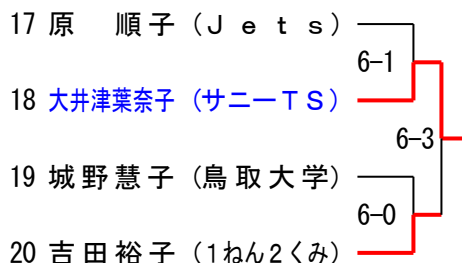 17 原 順子 (Jets)
6-1
18 大井津葉奈子 (サニーTS)
6-3
19 城野慧子 (鳥取大学)
6-0
20 吉田裕子 (1ねん2くみ)